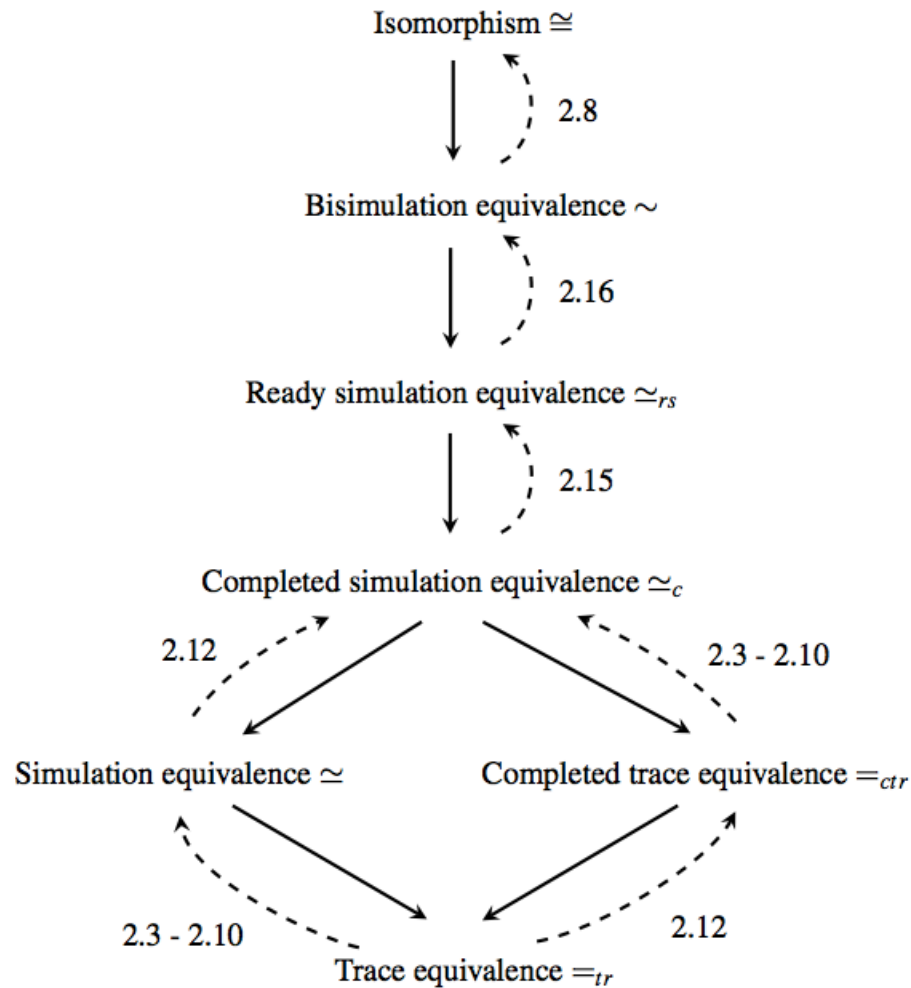 Isomorphism ≅
2.8
Bisimulation equivalence ∼
2.16
Ready simulation equivalence ≃rs
2.15
Completed simulation equivalence ≃c
2.12
2.3 - 2.10
Simulation equivalence ≃
Completed trace equivalence =ctr
2.3 - 2.10
2.12
Trace equivalence =tr